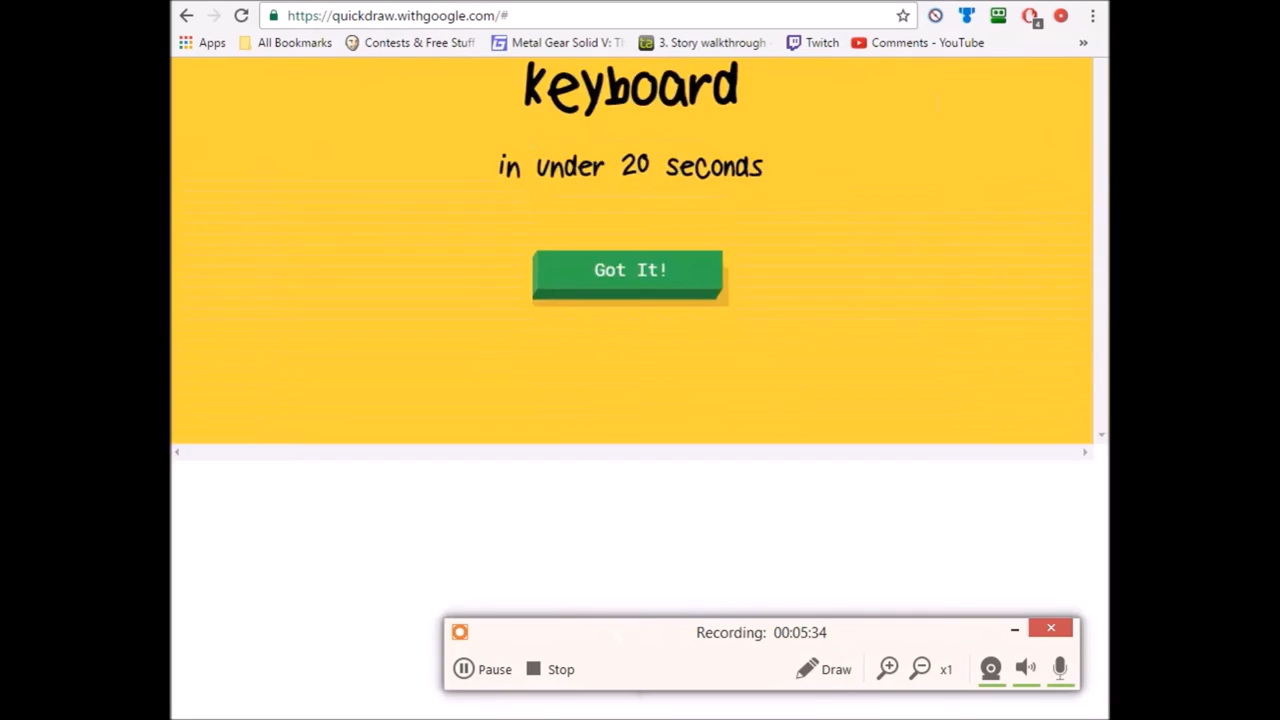 https://quickdraw.withgoogle.com/#
4
Apps All Bookmarks Contests & Free Stuff Metal Gear Solid V: Th 3. Story walkthrough Twitch Comments - YouTube »
keyboard
in under 20 seconds
Got It!
Recording: 00:05:34
Pause Stop Draw x1